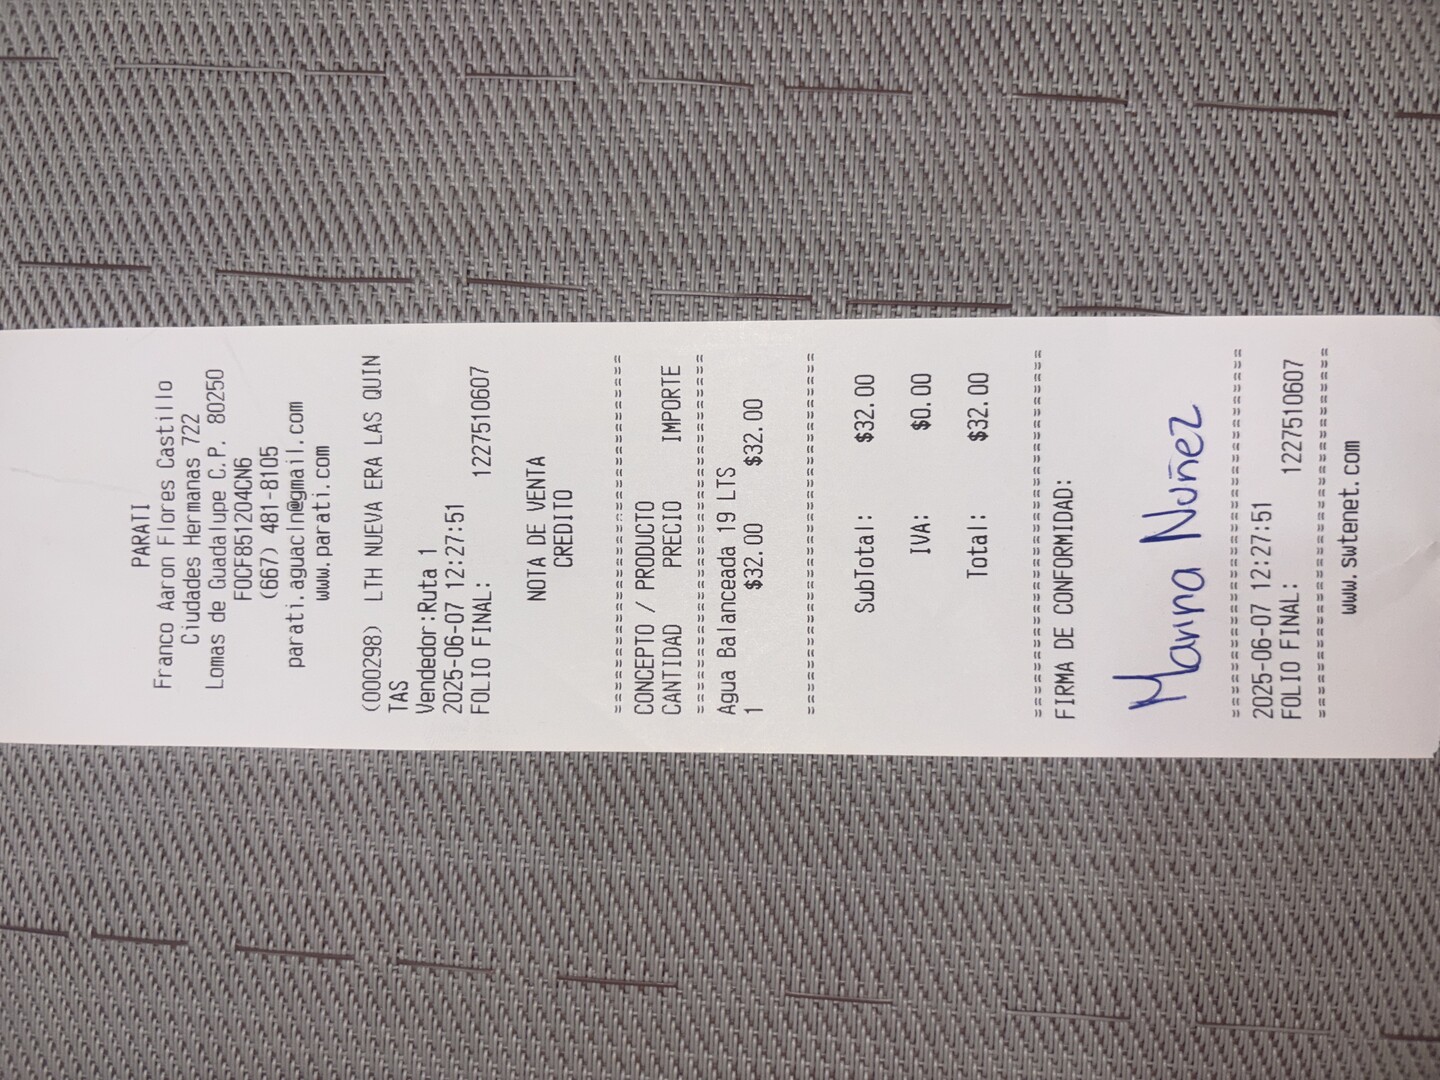 PARATI
Franco Aaron Flores Castillo
Ciudades Hermanas 722
Lomas de Guadalupe C.P. 80250
FOCF851204CN6
(667) 481-8105
parati.aguacln@gmail.com
www.parati.com
(000298) LTH NUEVA ERA LAS QUIN
TAS
Vendedor:Ruta 1
2025-06-07 12:27:51
FOLIO FINAL: 1227510607
NOTA DE VENTA
CREDITO
==============================
CONCEPTO / PRODUCTO
CANTIDAD PRECIO IMPORTE
==============================
Agua Balanceada 19 LTS
1 $32.00 $32.00
==============================
SubTotal: $32.00
IVA: $0.00
Total: $32.00
==============================
FIRMA DE CONFORMIDAD:
Marina Nuñez
==============================
2025-06-07 12:27:51
FOLIO FINAL: 1227510607
==============================
www.swtenet.com